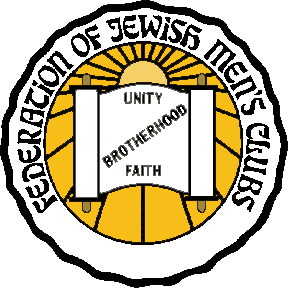 FEDERATION OF JEWISH MEN'S CLUBS
UNITY
BROTHERHOOD
FAITH